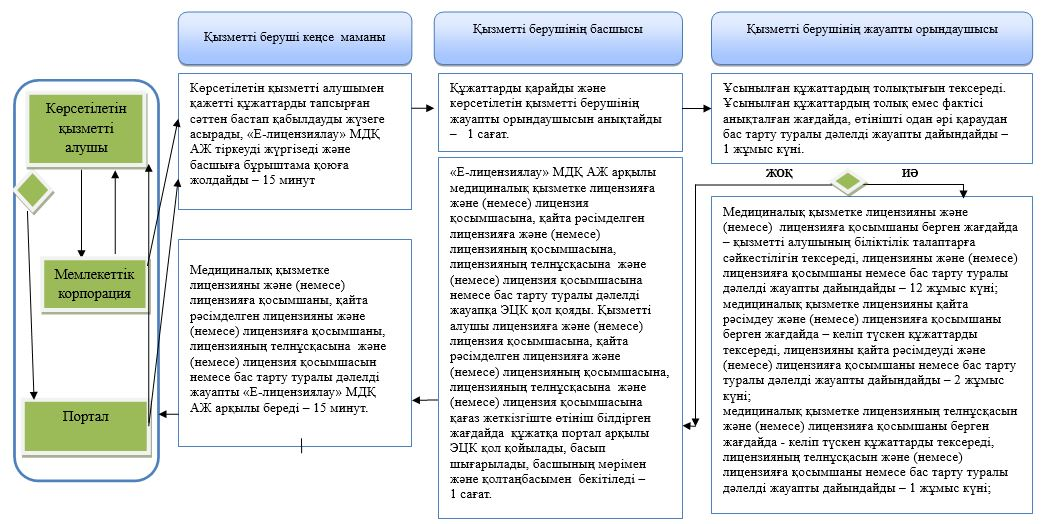 Қызметті беруші кеңсе маманы
Қызметті берушінің басшысы
Қызметті берушінің жауапты орындаушысы
Көрсетілетін
қызметті
алушы
Мемлекеттік
корпорация
Портал
Көрсетілетін қызметті алушымен
қажетті құжаттарды тапсырған
сәттен бастап қабылдауды жүзеге
асырады, «Е-лицензиялау» МДҚ
АЖ тіркеуді жүргізеді және
басшыға бұрыштама қоюға
жолдайды – 15 минут
Құжаттарды қарайды және
көрсетілетін қызметті берушінің
жауапты орындаушысын анықтайды
– 1 сағат.
Ұсынылған құжаттардың толықтығын тексереді.
Ұсынылған құжаттардың толық емес фактісі
анықталған жағдайда, өтінішті одан әрі қараудан
бас тарту туралы дәлелді жауапты дайындайды –
1 жұмыс күні.
ЖОҚ
ИӘ
Медициналық қызметке лицензияны және
(немесе) лицензияға қосымшаны берген жағдайда
– қызметті алушының біліктілік талаптарға
сәйкестілігін тексереді, лицензияны және (немесе)
лицензияға қосымшаны немесе бас тарту туралы
дәлелді жауапты дайындайды – 12 жұмыс күні;
медициналық қызметке лицензияны қайта
рәсімдеу және (немесе) лицензияға қосымшаны
берген жағдайда – келіп түскен құжаттарды
тексереді, лицензияны қайта рәсімдеуді және
(немесе) лицензияға қосымшаны немесе бас тарту
туралы дәлелді жауапты дайындайды – 2 жұмыс
күні;
медициналық қызметке лицензияның телнұсқасын
және (немесе) лицензияға қосымшаны берген
жағдайда - келіп түскен құжаттарды тексереді,
лицензияның телнұсқасын және (немесе)
лицензияға қосымшаны немесе бас тарту туралы
дәлелді жауапты дайындайды – 1 жұмыс күні;
«Е-лицензиялау» МДҚ АЖ арқылы
медициналық қызметке лицензияға
және (немесе) лицензия
қосымшасына, қайта рәсімделген
лицензияға және (немесе)
лицензияның қосымшасына,
лицензияның телнұсқасына және
(немесе) лицензия қосымшасына
немесе бас тарту туралы дәлелді
жауапқа ЭЦК қол қояды. Қызметті
алушы лицензияға және (немесе)
лицензия қосымшасына, қайта
рәсімделген лицензияға және
(немесе) лицензияның қосымшасына,
лицензияның телнұсқасына және
(немесе) лицензия қосымшасына
қағаз жеткізгіште өтініш білдірген
жағдайда құжатқа портал арқылы
ЭЦК қол қойылады, басып
шығарылады, басшының мөрімен
және қолтаңбасымен бекітіледі –
1 сағат.
Медициналық қызметке
лицензияны және (немесе)
лицензияға қосымшаны, қайта
рәсімделген лицензияны және
(немесе) лицензияға қосымшаны,
лицензияның телнұсқасына және
(немесе) лицензия қосымшасын
немесе бас тарту туралы дәлелді
жауапты «Е-лицензиялау» МДҚ
АЖ арқылы береді – 15 минут.